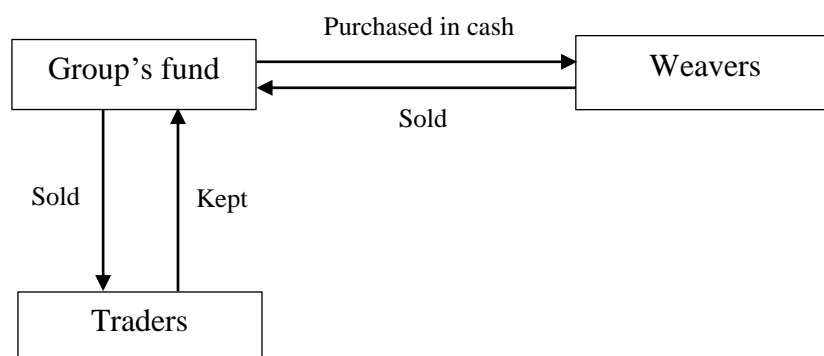 Purchased in cash
Group’s fund
Weavers
Sold
Sold
Kept
Traders